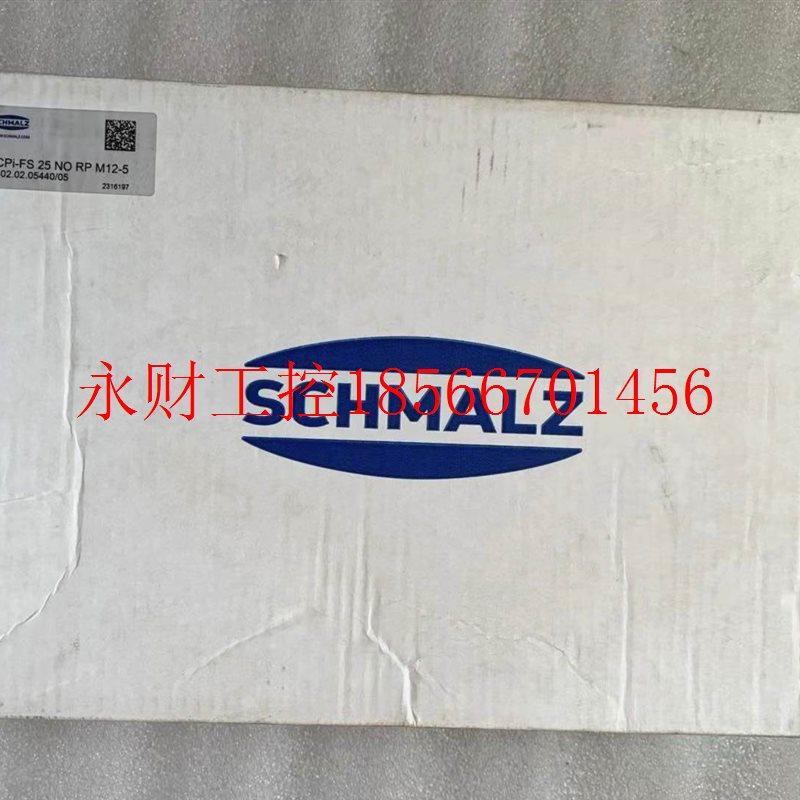 SCHMALZ
CPi-FS 25 NO RP M12-5
02.02.05440/05
2316197
永财工控18566701456
SCHMALZ